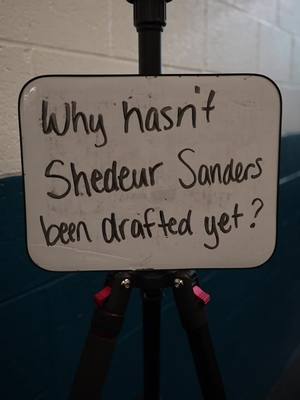 Why hasn't
Shedeur Sanders
been drafted yet?